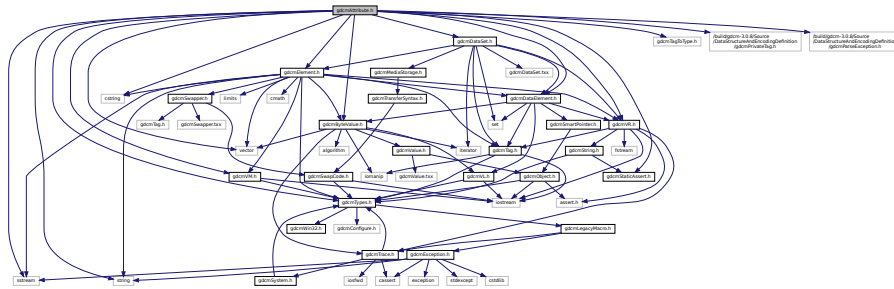 gdcmAttribute.h
gdcmDataSet.h
gdcmTagToType.h
/build/gdcm-3.0.8/Source
/DataStructureAndEncodingDefinition
/gdcmPrivateTag.h
/build/gdcm-3.0.8/Source
/DataStructureAndEncodingDefinition
/gdcmParseException.h
gdcmElement.h
gdcmMediaStorage.h
gdcmDataSet.txx
cstring
gdcmSwapper.h
limits
cmath
gdcmTransferSyntax.h
gdcmDataElement.h
gdcmTag.h
gdcmSwapper.txx
gdcmByteValue.h
set
gdcmSmartPointer.h
gdcmVR.h
vector
algorithm
gdcmValue.h
iterator
gdcmTag.h
gdcmString.h
fstream
gdcmVM.h
gdcmSwapCode.h
iomanip
gdcmValue.txx
gdcmVL.h
gdcmObject.h
gdcmStaticAssert.h
gdcmTypes.h
iostream
assert.h
gdcmWin32.h
gdcmConfigure.h
gdcmLegacyMacro.h
gdcmTrace.h
gdcmException.h
sstream
string
gdcmSystem.h
iosfwd
cassert
exception
stdexcept
cstdlib